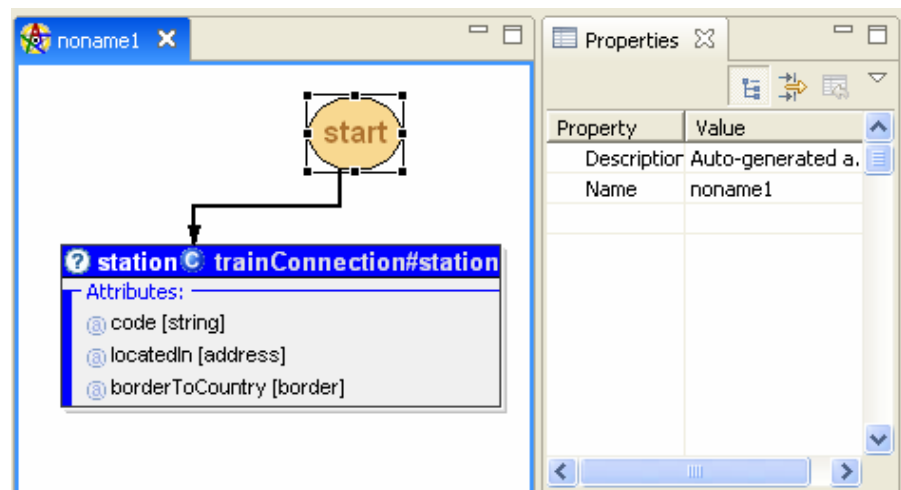 noname1
start
station trainConnection#station
Attributes:
code [string]
locatedIn [address]
borderToCountry [border]
Properties
Property Value
Description Auto-generated a.
Name noname1